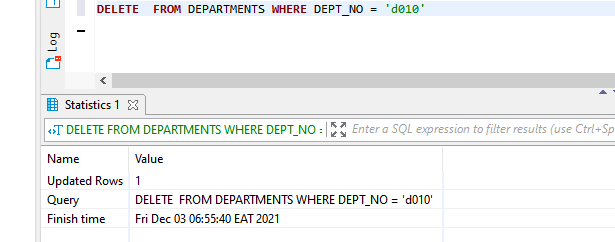 DELETE  FROM DEPARTMENTS WHERE DEPT_NO = 'd010'
Log
Statistics 1
DELETE FROM DEPARTMENTS WHERE DEPT_NO =
Enter a SQL expression to filter results (use Ctrl+Sp
Name Value
Updated Rows 1
Query DELETE  FROM DEPARTMENTS WHERE DEPT_NO = 'd010'
Finish time Fri Dec 03 06:55:40 EAT 2021